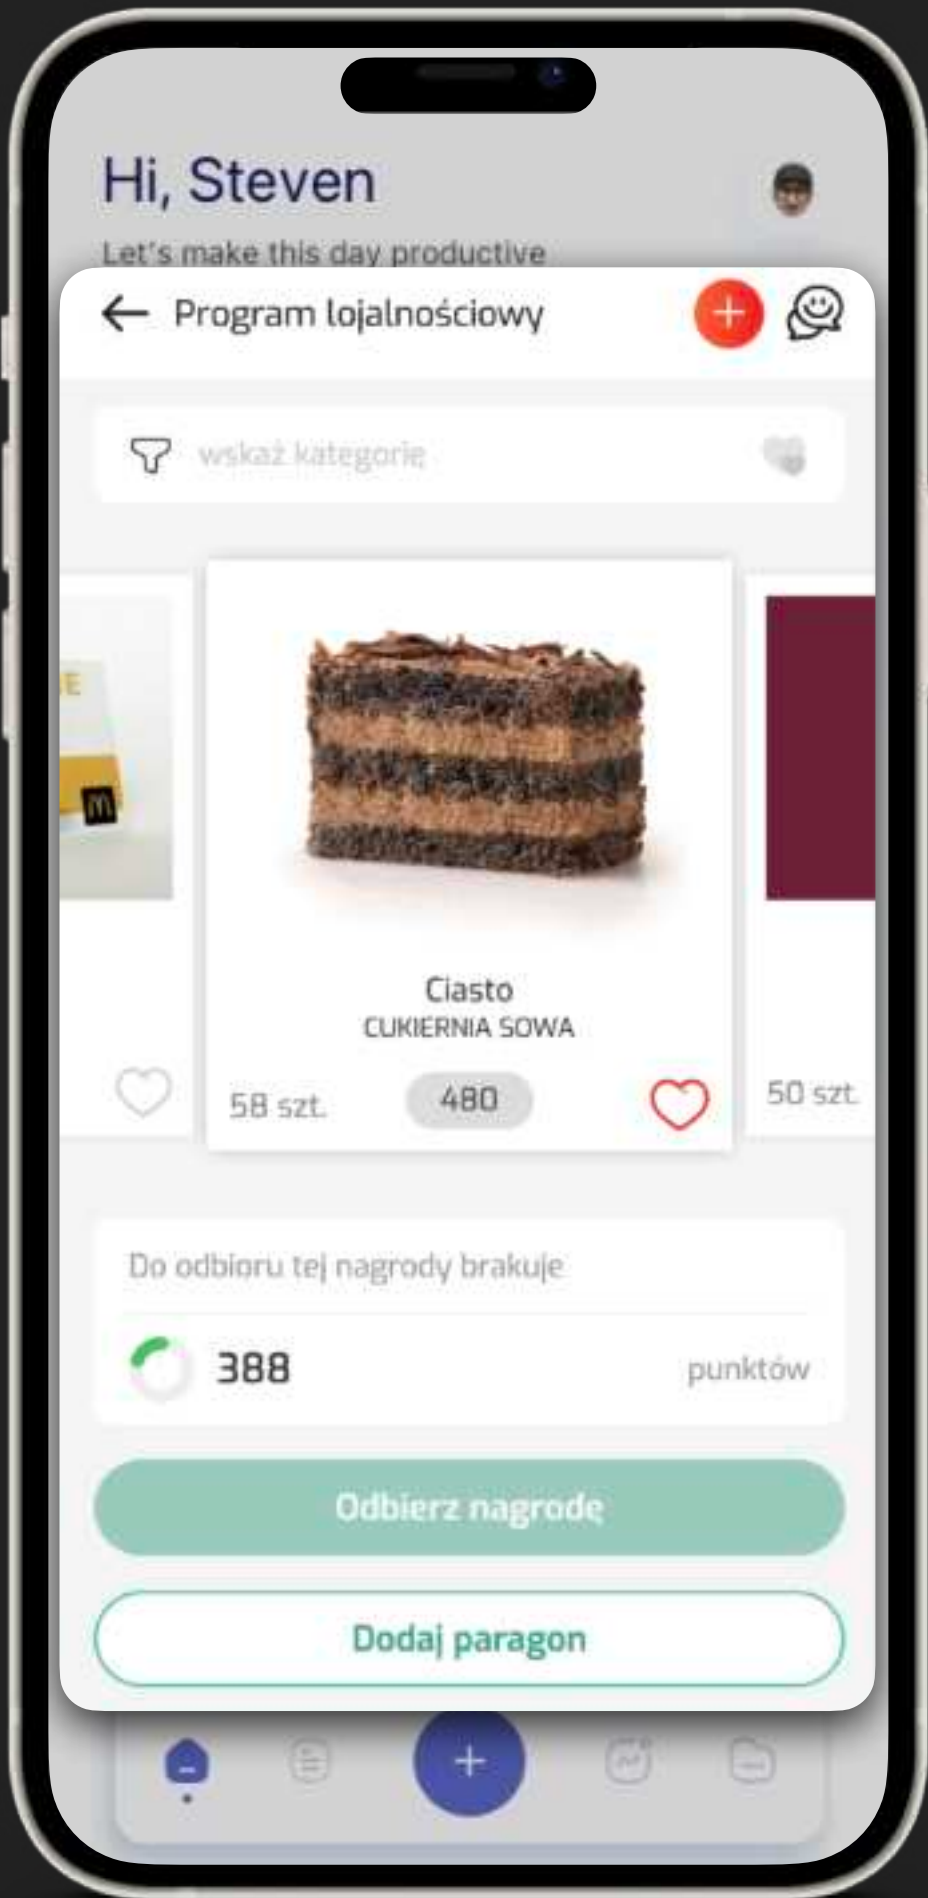 Hi, Steven
Let's make this day productive
Program lojalnościowy
wskaż kategorię
Ciasto
CUKIERNIA SOWA
58 szt.
480
50 szt.
Do odbioru tej nagrody brakuje
388
punktów
Odbierz nagrodę
Dodaj paragon